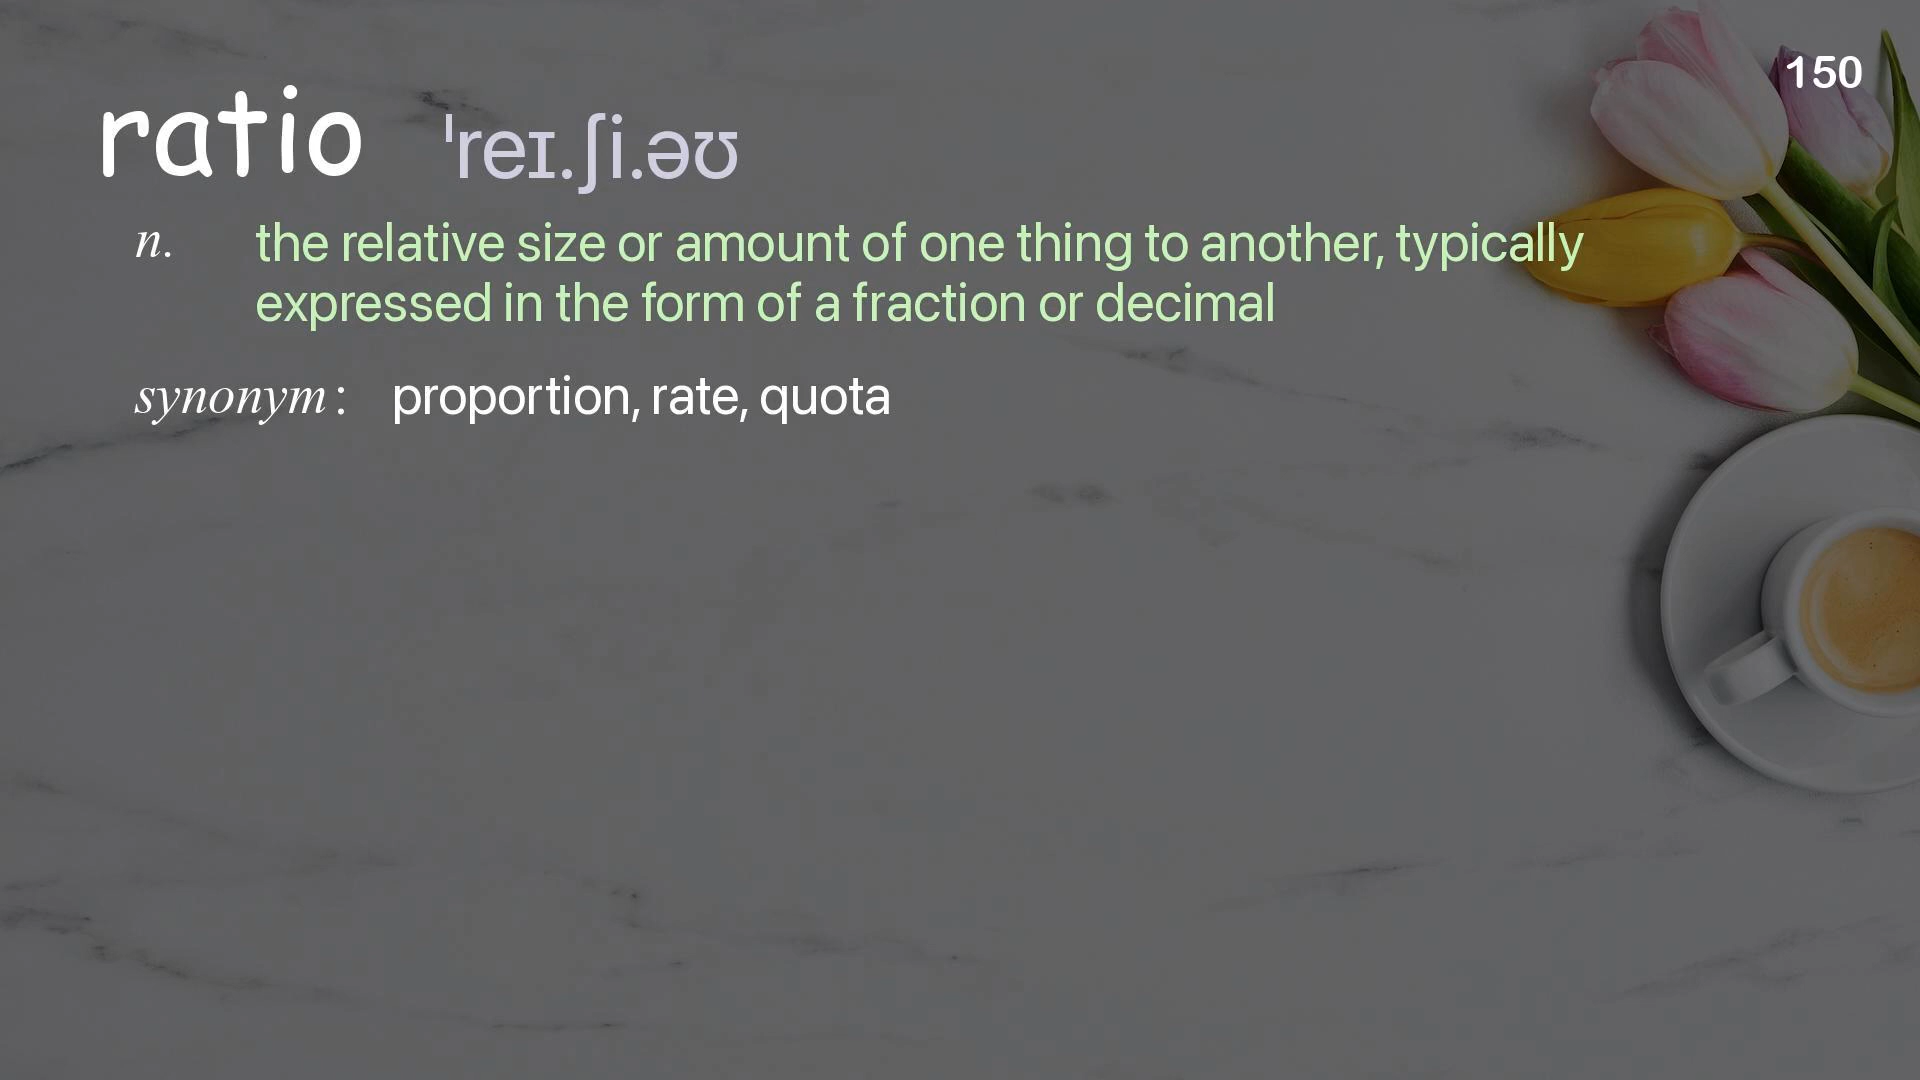 150
ratio ˈreɪ.ʃi.əʊ
n. the relative size or amount of one thing to another, typically
expressed in the form of a fraction or decimal
synonym: proportion, rate, quota